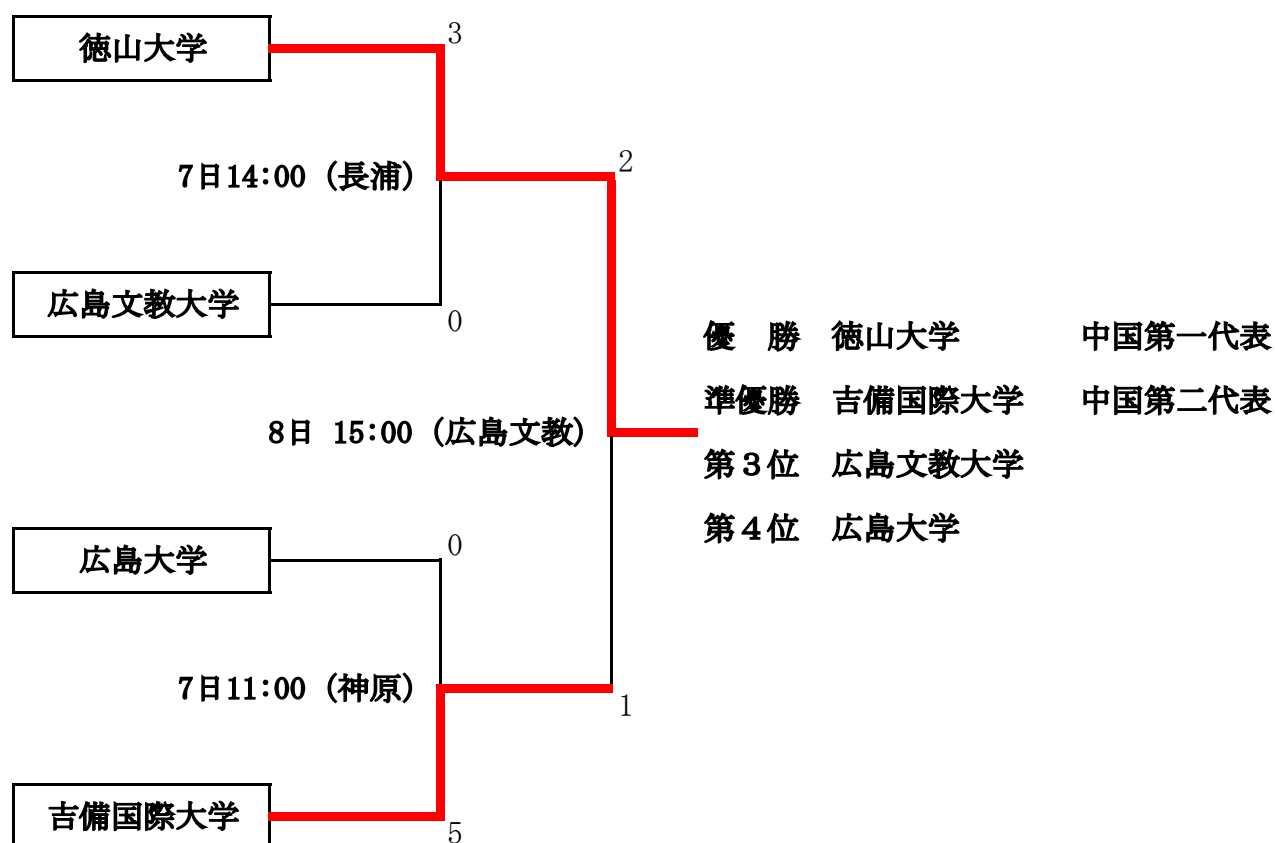 徳山大学
3
7日14:00 (長浦)
2
広島文教大学
0
優　勝　徳山大学　中国第一代表
準優勝　吉備国際大学　中国第二代表
8日 15:00 (広島文教)
第３位　広島文教大学
第４位　広島大学
広島大学
0
7日11:00 (神原)
1
吉備国際大学
5